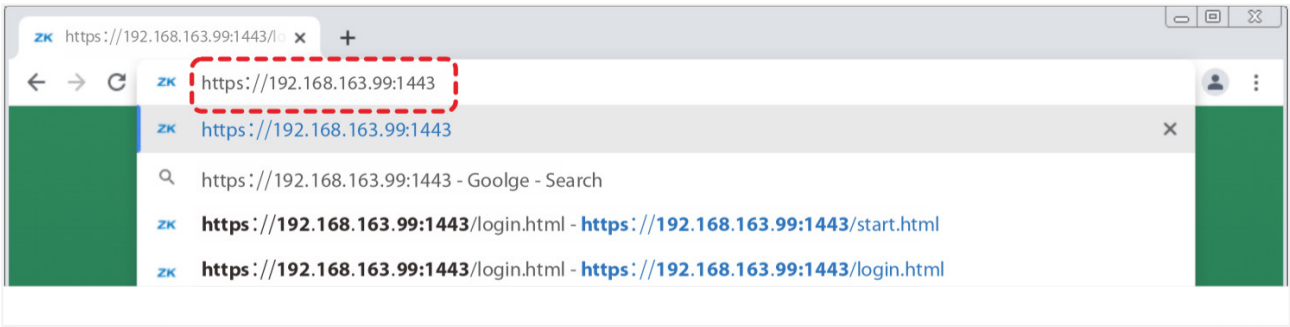 ZK https://192.168.163.99:1443/lo
ZK https://192.168.163.99:1443
ZK https://192.168.163.99:1443
https://192.168.163.99:1443 - Goolge - Search
ZK https://192.168.163.99:1443/login.html - https://192.168.163.99:1443/start.html
ZK https://192.168.163.99:1443/login.html - https://192.168.163.99:1443/login.html